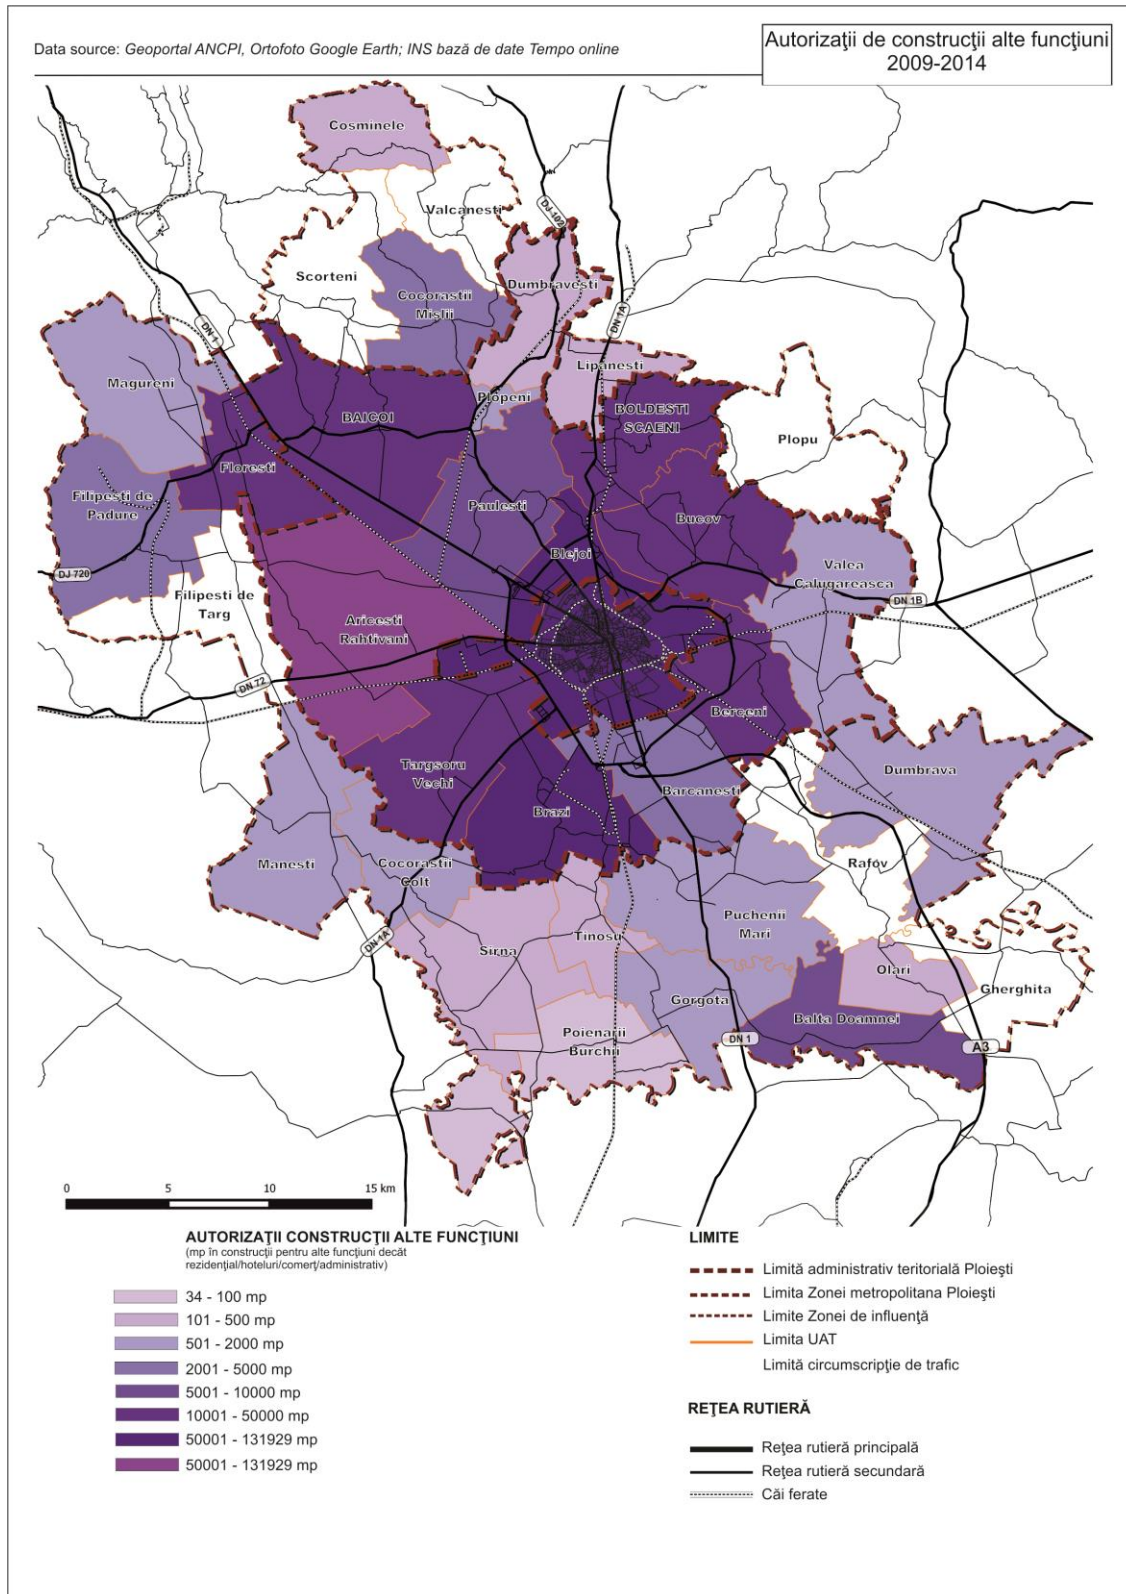 Data source: Geoportal ANCPI, Ortofoto Google Earth; INS bază de date Tempo online
Autorizaţii de construcţii alte funcţiuni
2009-2014
Cosminele
Valcanesti
DJ 102
Scorteni
Cocorastii
Mislii
Dumbravesti
DN 1A
DN 1
Lipanesti
Magureni
Plopeni
BAICOI
BOLDESTI
SCAENI
Plopu
Floresti
Filipesti de
Padure
Paulesti
Bucov
Blejoi
Valea
Calugareasca
DJ 720
Filipesti de
Targ
DN 1B
Aricesti
Rahtivani
DN 72
Berceni
Targsoru
Vechi
Dumbrava
Barcanesti
Brazi
Manesti
Cocorastii
Colt
Rafov
Puchenii
Mari
DN 1A
Sirna
Tinosu
Olari
Gherghita
Gorgota
Balta Doamnei
Poienarii
Burchii
DN 1
A3
0 5 10 15 km
AUTORIZAŢII CONSTRUCŢII ALTE FUNCŢIUNI
(mp în construcţii pentru alte funcţiuni decât
rezidenţial/hoteluri/comerţ/administrativ)
34 - 100 mp
101 - 500 mp
501 - 2000 mp
2001 - 5000 mp
5001 - 10000 mp
10001 - 50000 mp
50001 - 131929 mp
50001 - 131929 mp
LIMITE
Limită administrativ teritorială Ploieşti
Limita Zonei metropolitana Ploieşti
Limite Zonei de influenţă
Limita UAT
Limită circumscripţie de trafic
REŢEA RUTIERĂ
Reţea rutieră principală
Reţea rutieră secundară
Căi ferate